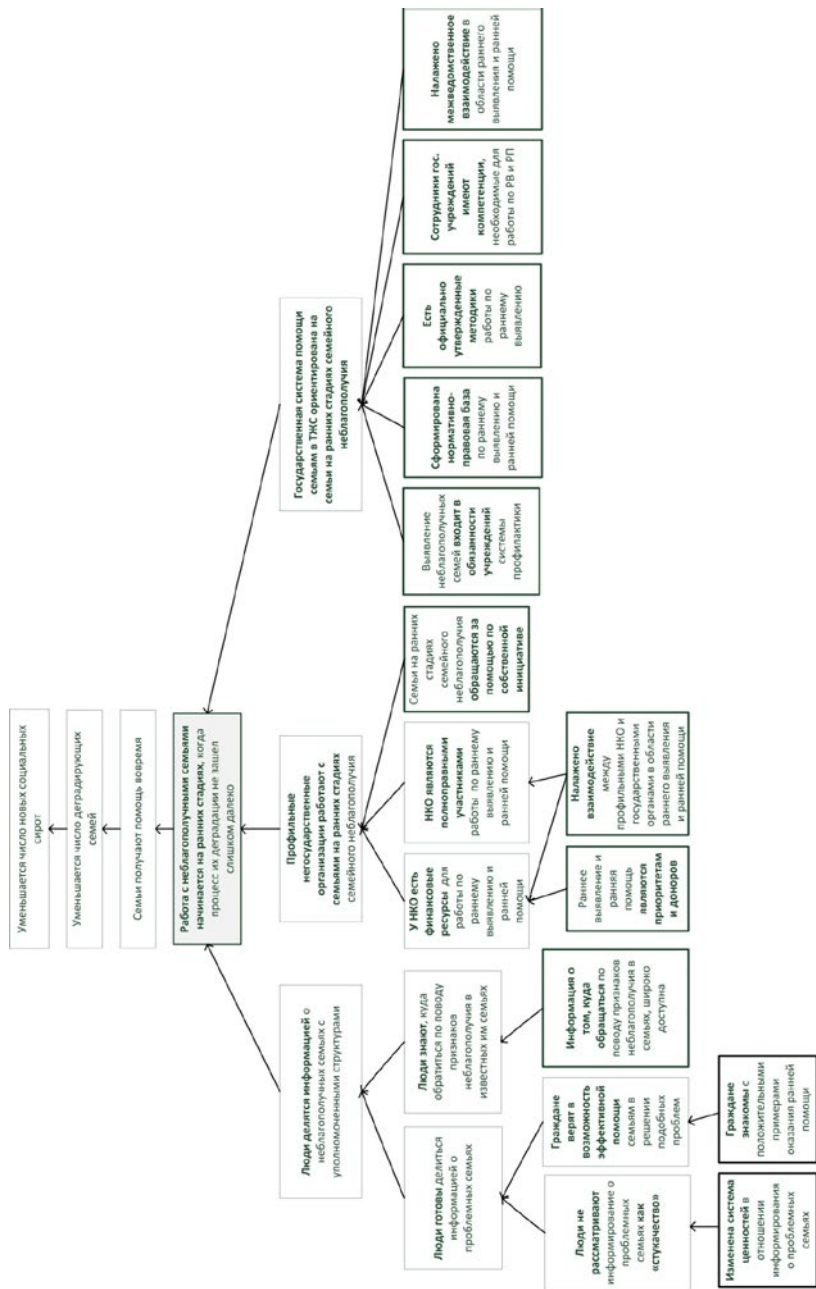 Уменьшается число новых социальных
сирот
Уменьшается число деградирующих
семей
Семьи получают помощь вовремя
Работа с неблагополучными семьями
начинается на ранних стадиях, когда
процесс их деградации не зашел
слишком далеко
Люди делятся информацией о
неблагополучных семьях с
уполномоченными структурами
Профильные
негосударственные
организации работают с
семьями на ранних стадиях
семейного неблагополучия
Государственная система помощи
семьям в ТЖС ориентирована на
семьи на ранних стадиях семейного
неблагополучия
Люди готовы делиться
информацией о
проблемных семьях
Люди знают, куда
обратиться по поводу
признаков
неблагополучия в
известных им семьях
У НКО есть
финансовые
ресурсы для
работы по
раннему
выявлению и
ранней
помощи
НКО являются
полноправными
участниками
работы по раннему
выявлению и
ранней помощи
Семьи на ранних
стадиях
семейного
неблагополучия
обращаются за
помощью по
собственной
инициативе
Выявление
неблагополучных
семей входит в
обязанности
учреждений
системы
профилактики
Сформирована
нормативно-
правовая база
по раннему
выявлению и
ранней помощи
Есть
официально
утвержденные
методики
работы по
раннему
выявлению
Сотрудники гос.
учреждений
имеют
компетенции,
необходимые для
работы по РВ и РП
Налажено
межведомственное
взаимодействие в
области раннего
выявления и ранней
помощи
Люди не
рассматривают
информирование о
проблемных
семьях как
«стукачество»
Граждане
верят в
возможность
эффективной
помощи
семьям в
решении
подобных
проблем
Информация о
том, куда
обращаться по
поводу признаков
неблагополучия в
семьях, широко
доступна
Раннее
выявление и
ранняя
помощь
являются
приоритетам
и доноров
Налажено
взаимодействие
между
профильными НКО и
государственными
органами в области
раннего выявления
и ранней помощи
Изменена система
ценностей в
отношении
информирования
о проблемных
семьях
Граждане
знакомы с
положительными
примерами
оказания ранней
помощи